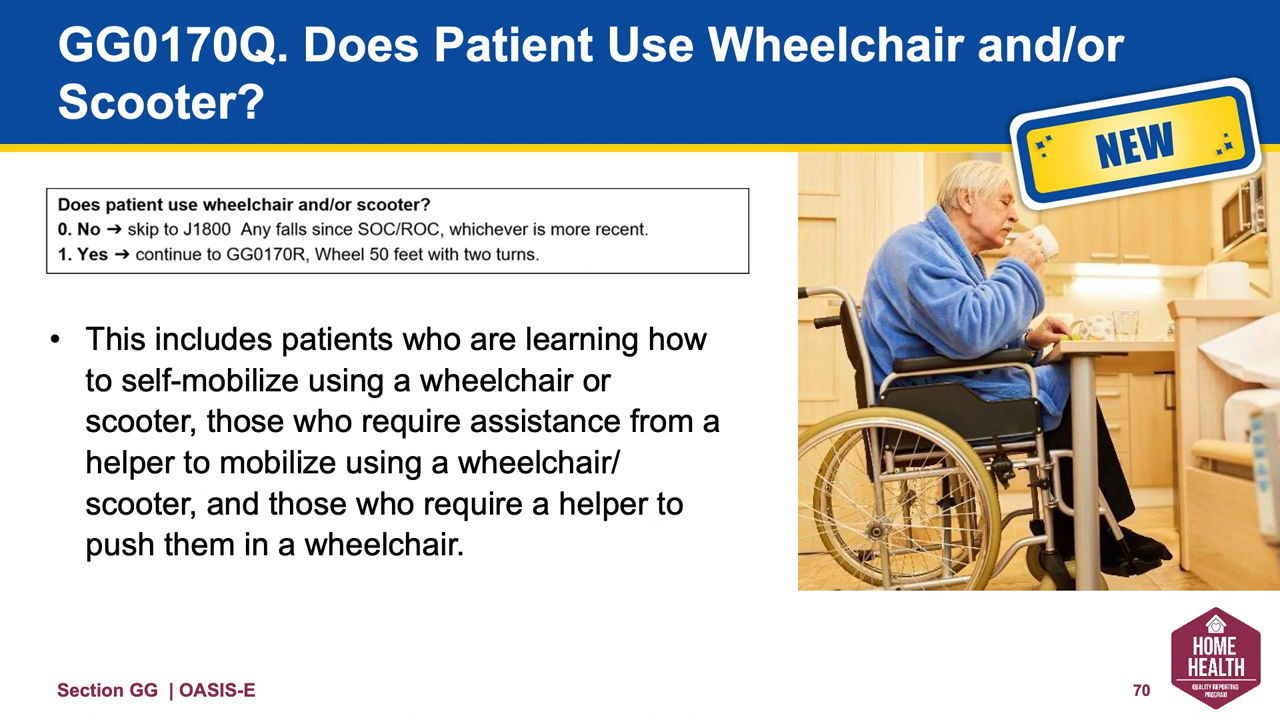 GG0170Q. Does Patient Use Wheelchair and/or
Scooter?
NEW
Does patient use wheelchair and/or scooter?
0. No ➔ skip to J1800  Any falls since SOC/ROC, whichever is more recent.
1. Yes ➔ continue to GG0170R, Wheel 50 feet with two turns.
• This includes patients who are learning how
to self-mobilize using a wheelchair or
scooter, those who require assistance from a
helper to mobilize using a wheelchair/
scooter, and those who require a helper to
push them in a wheelchair.
Section GG | OASIS-E
70
HOME
HEALTH
QUALITY REPORTING
PROGRAM